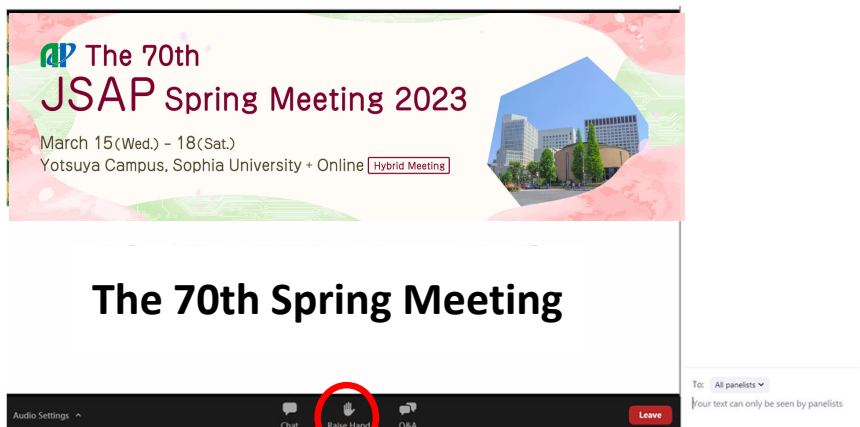 The 70th
JSAP Spring Meeting 2023
March 15(Wed.) - 18(Sat.)
Yotsuya Campus, Sophia University + Online Hybrid Meeting
The 70th Spring Meeting
To: All panelists
Your text can only be seen by panelists
Audio Settings
Chat
Raise Hand
Q&A
Leave